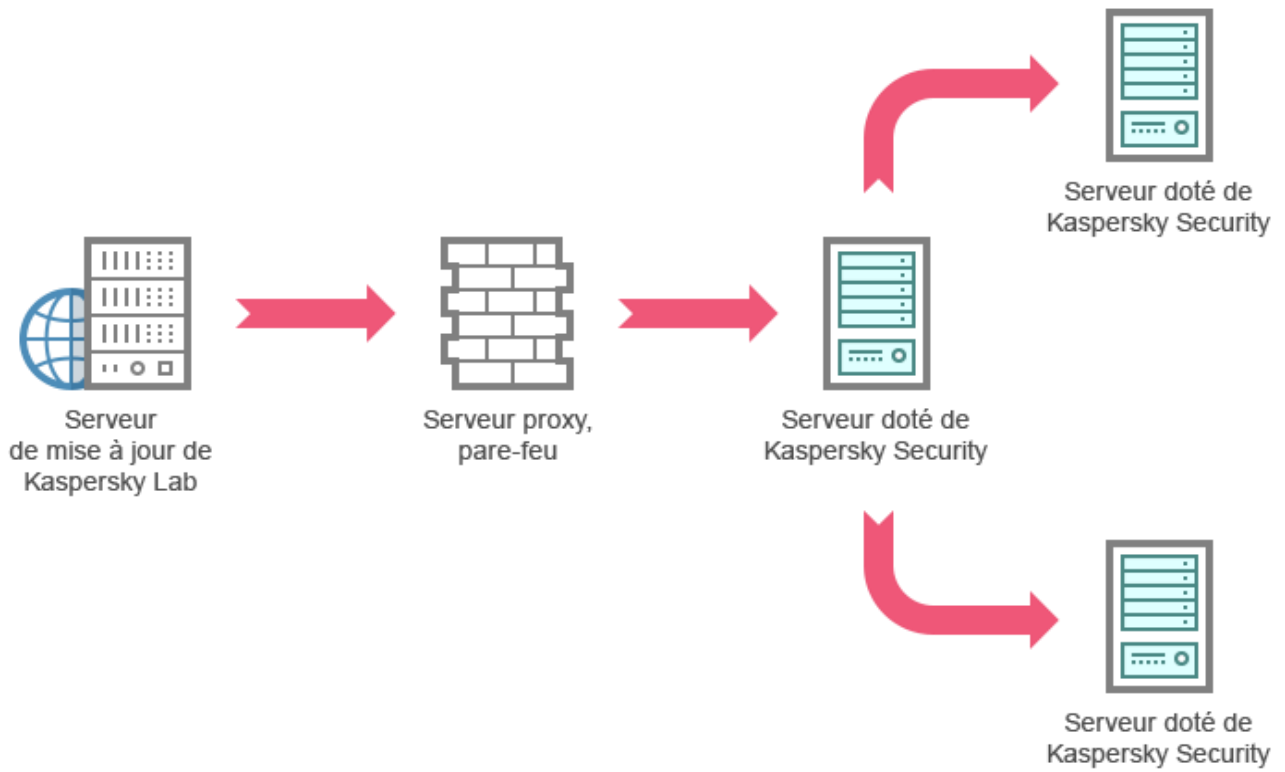 Serveur doté de
Kaspersky Security
Serveur
de mise à jour de
Kaspersky Lab
Serveur proxy,
pare-feu
Serveur doté de
Kaspersky Security
Serveur doté de
Kaspersky Security